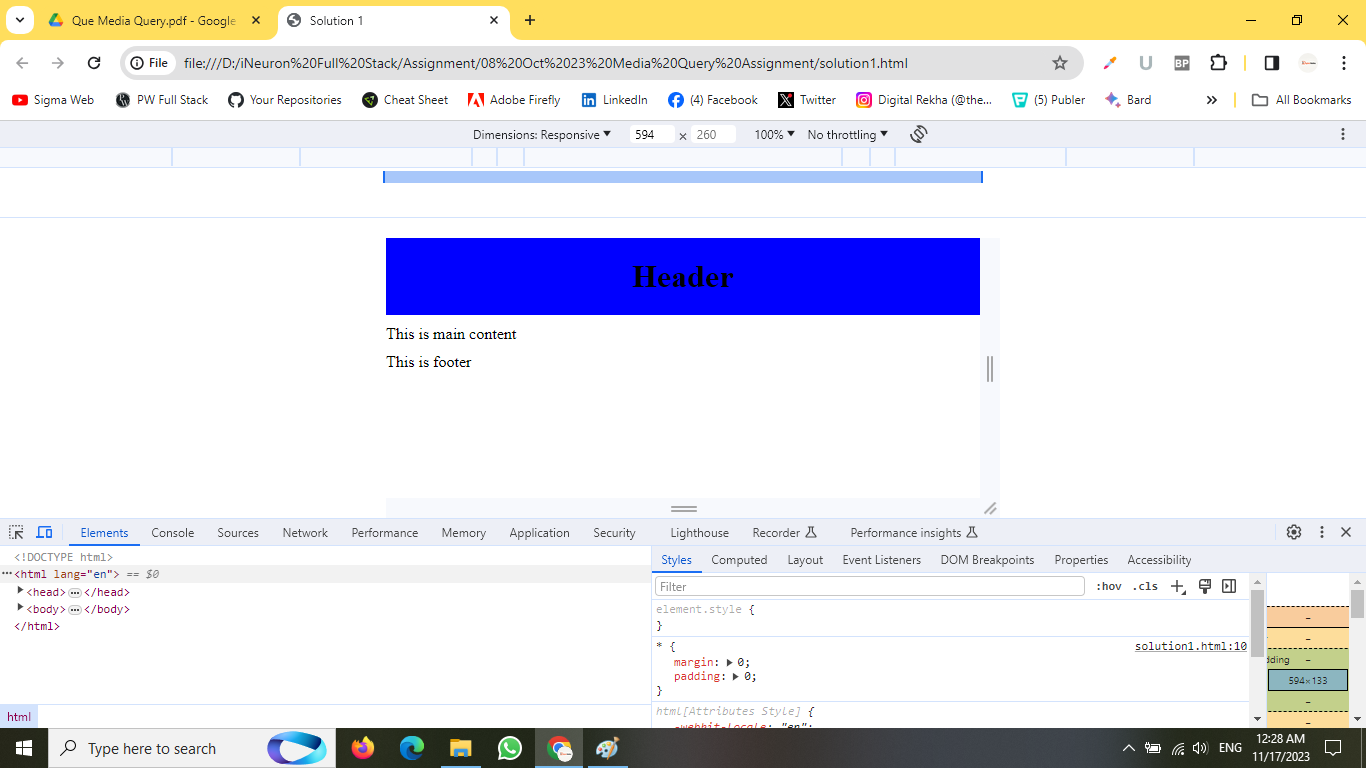 Que Media Query.pdf - Google
Solution 1
File
file:///D:/iNeuron%20Full%20Stack/Assignment/08%20Oct%2023%20Media%20Query%20Assignment/solution1.html
BP
Sigma Web
PW Full Stack
Your Repositories
Cheat Sheet
Adobe Firefly
LinkedIn
(4) Facebook
Twitter
Digital Rekha (@the...
(5) Publer
Bard
»
All Bookmarks
Dimensions: Responsive
594 × 260
100%
No throttling
Header
This is main content
This is footer
Elements
Console
Sources
Network
Performance
Memory
Application
Security
Lighthouse
Recorder
Performance insights
<!DOCTYPE html>
<html lang="en"> == $0
<head> ⋯ </head>
<body> ⋯ </body>
</html>
html
Styles
Computed
Layout
Event Listeners
DOM Breakpoints
Properties
Accessibility
Filter
:hov .cls
element.style {
}
* {
solution1.html:10
margin: 0;
padding: 0;
}
html[Attributes Style] {
-webkit-locale: "en";
-
-
dding -
594×133
-
-
Type here to search
ENG
12:28 AM
11/17/2023